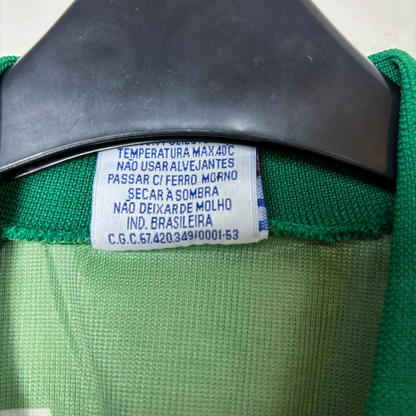 TEMPERATURA MAX.40°C
NÃO USAR ALVEJANTES
PASSAR C/ FERRO MORNO
SECAR À SOMBRA
NÃO DEIXAR DE MOLHO
IND. BRASILEIRA
C.G.C. 67.420.349/0001-53